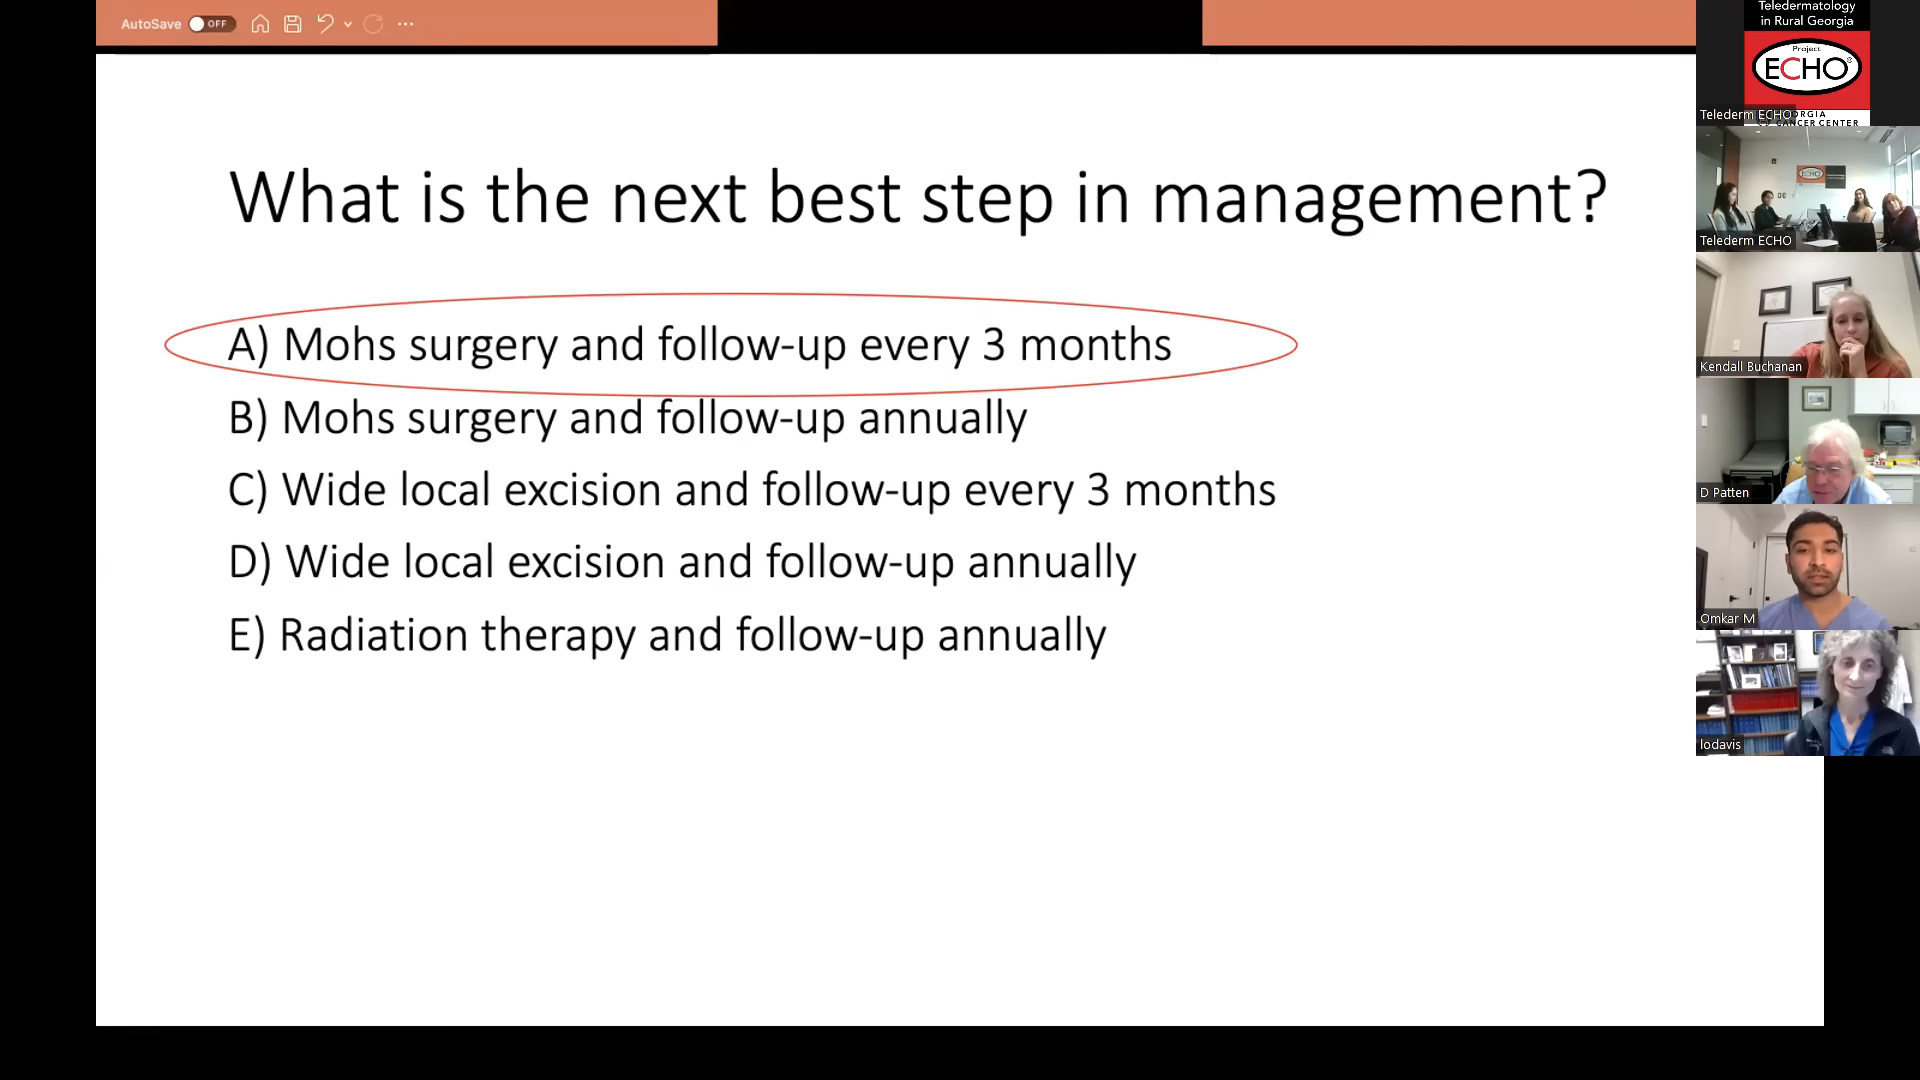 AutoSave OFF
What is the next best step in management?
A) Mohs surgery and follow-up every 3 months
B) Mohs surgery and follow-up annually
C) Wide local excision and follow-up every 3 months
D) Wide local excision and follow-up annually
E) Radiation therapy and follow-up annually
Teledermatology
in Rural Georgia
Project
ECHO®
Telederm ECHO
CANCER CENTER
ECHO
Telederm ECHO
Kendall Buchanan
D Patten
Omkar M
lodavis